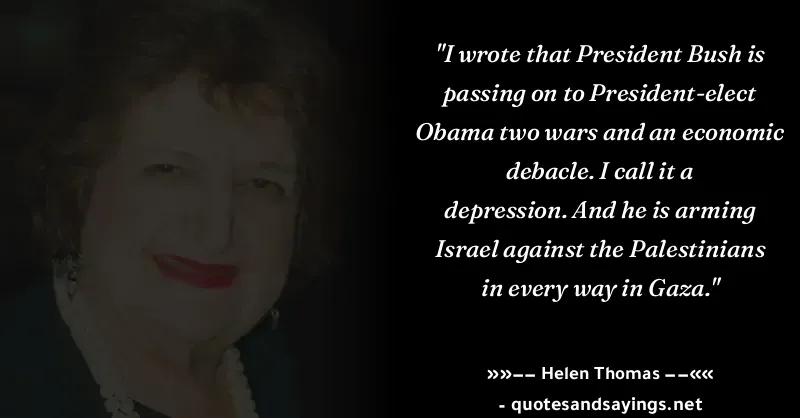 "I wrote that President Bush is
passing on to President-elect
Obama two wars and an economic
debacle. I call it a
depression. And he is arming
Israel against the Palestinians
in every way in Gaza."
»»—— Helen Thomas ——««
- quotesandsayings.net